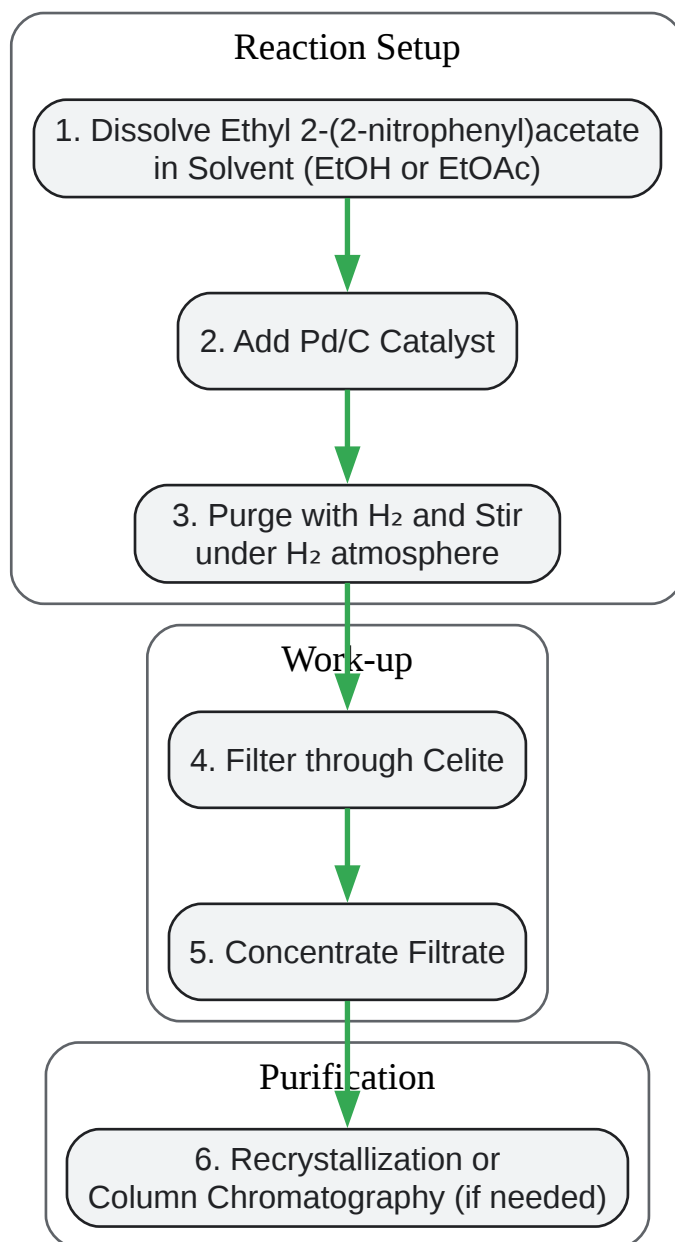 Reaction Setup
1. Dissolve Ethyl 2-(2-nitrophenyl)acetate
in Solvent (EtOH or EtOAc)
2. Add Pd/C Catalyst
3. Purge with H₂ and Stir
under H₂ atmosphere
Work-up
4. Filter through Celite
5. Concentrate Filtrate
Purification
6. Recrystallization or
Column Chromatography (if needed)